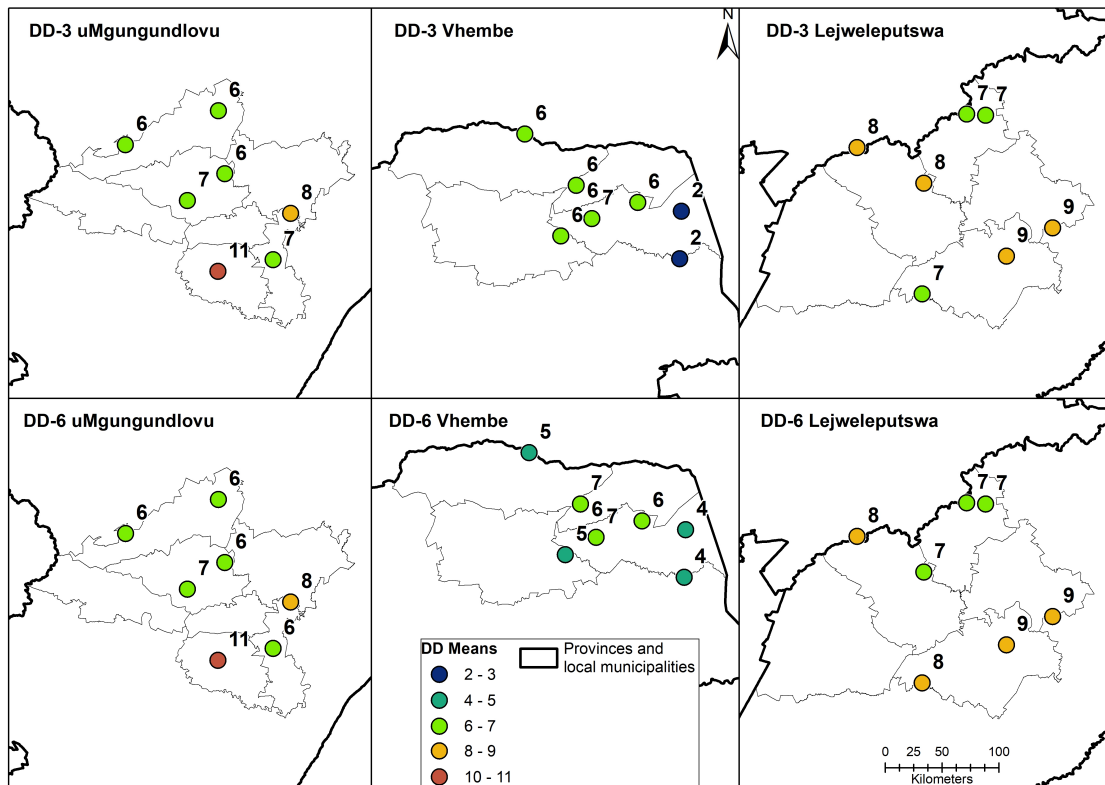 DD-3 uMgungundlovu
6
6
6
7
8
7
11
DD-3 Vhembe
N
6
6
6
7
6
6
2
2
DD-3 Lejweleputswa
7 7
8
8
9
9
7
DD-6 uMgungundlovu
6
6
6
7
8
6
11
DD-6 Vhembe
5
7
6
7
6
5
4
4
DD Means
2 - 3
4 - 5
6 - 7
8 - 9
10 - 11
Provinces and
local municipalities
DD-6 Lejweleputswa
7 7
8
7
9
9
8
0 25 50 100
Kilometers